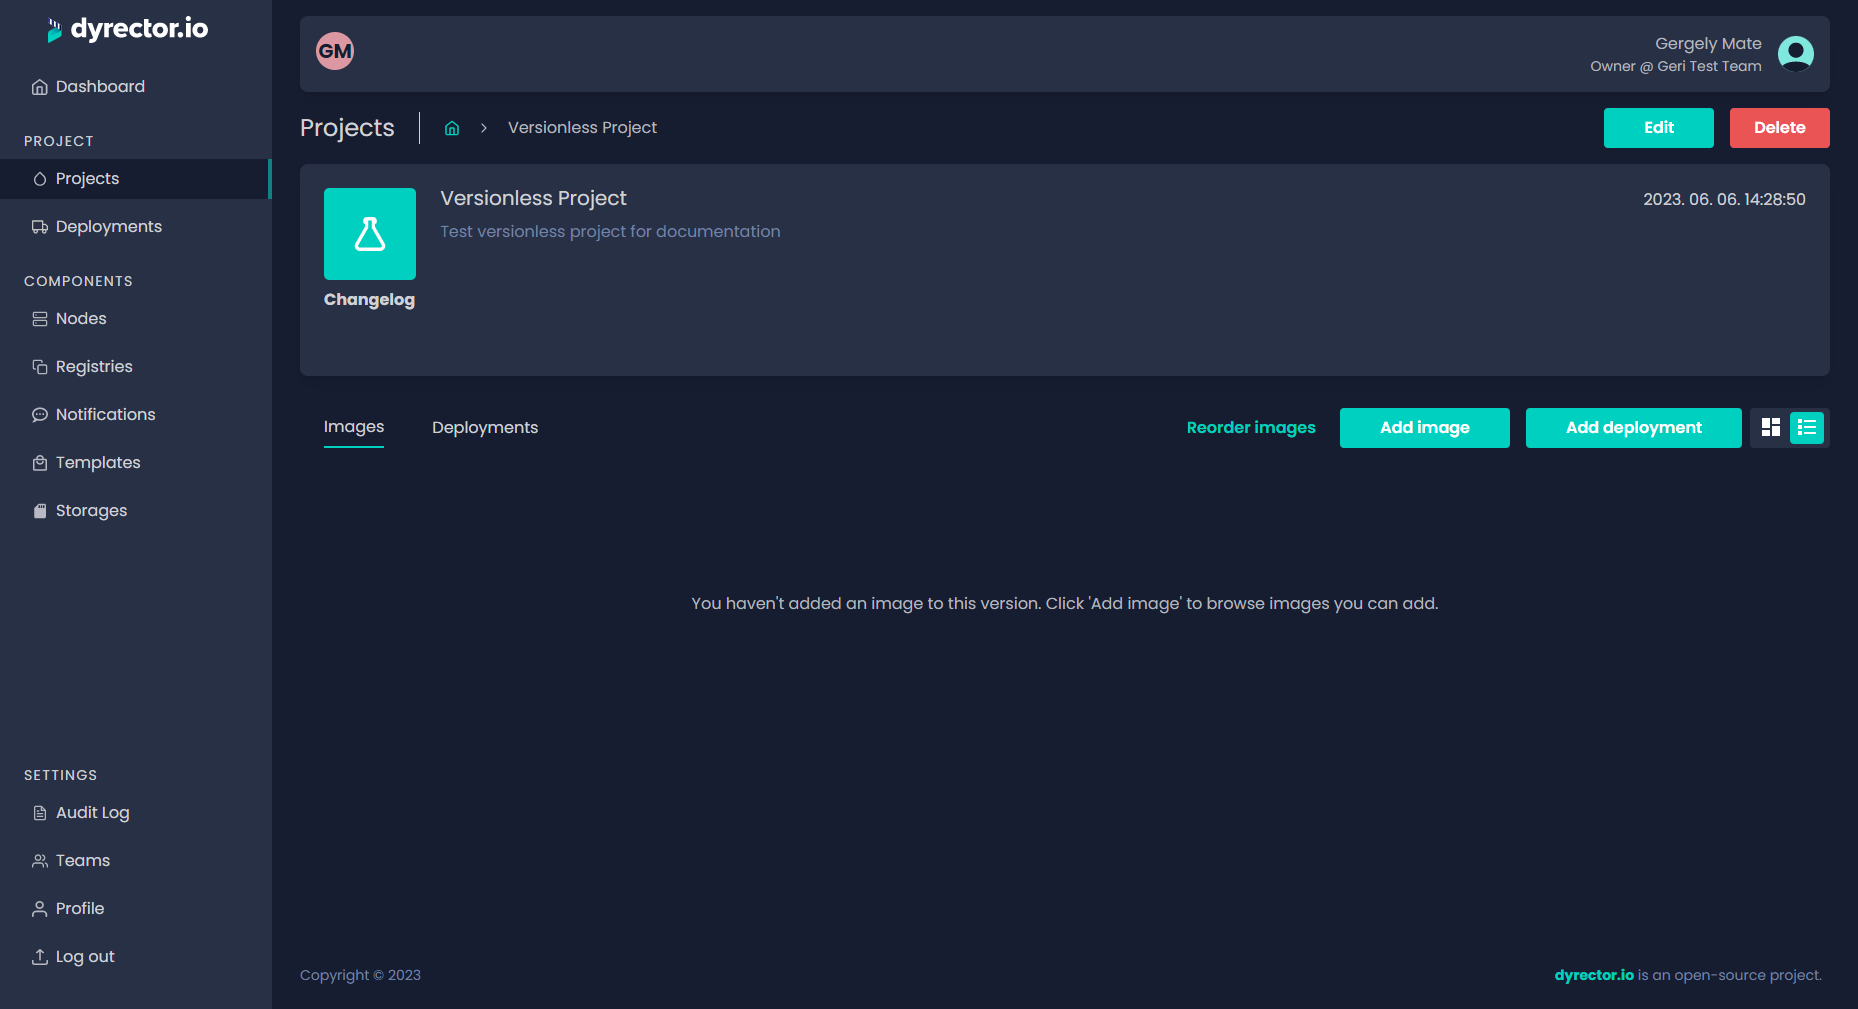 dyrector.io
Dashboard
PROJECT
Projects
Deployments
COMPONENTS
Nodes
Registries
Notifications
Templates
Storages
SETTINGS
Audit Log
Teams
Profile
Log out
GM
Gergely Mate
Owner @ Geri Test Team
Projects
Versionless Project
Edit
Delete
Versionless Project
2023. 06. 06. 14:28:50
Test versionless project for documentation
Changelog
Images
Deployments
Reorder images
Add image
Add deployment
You haven't added an image to this version. Click 'Add image' to browse images you can add.
Copyright © 2023
dyrector.io is an open-source project.